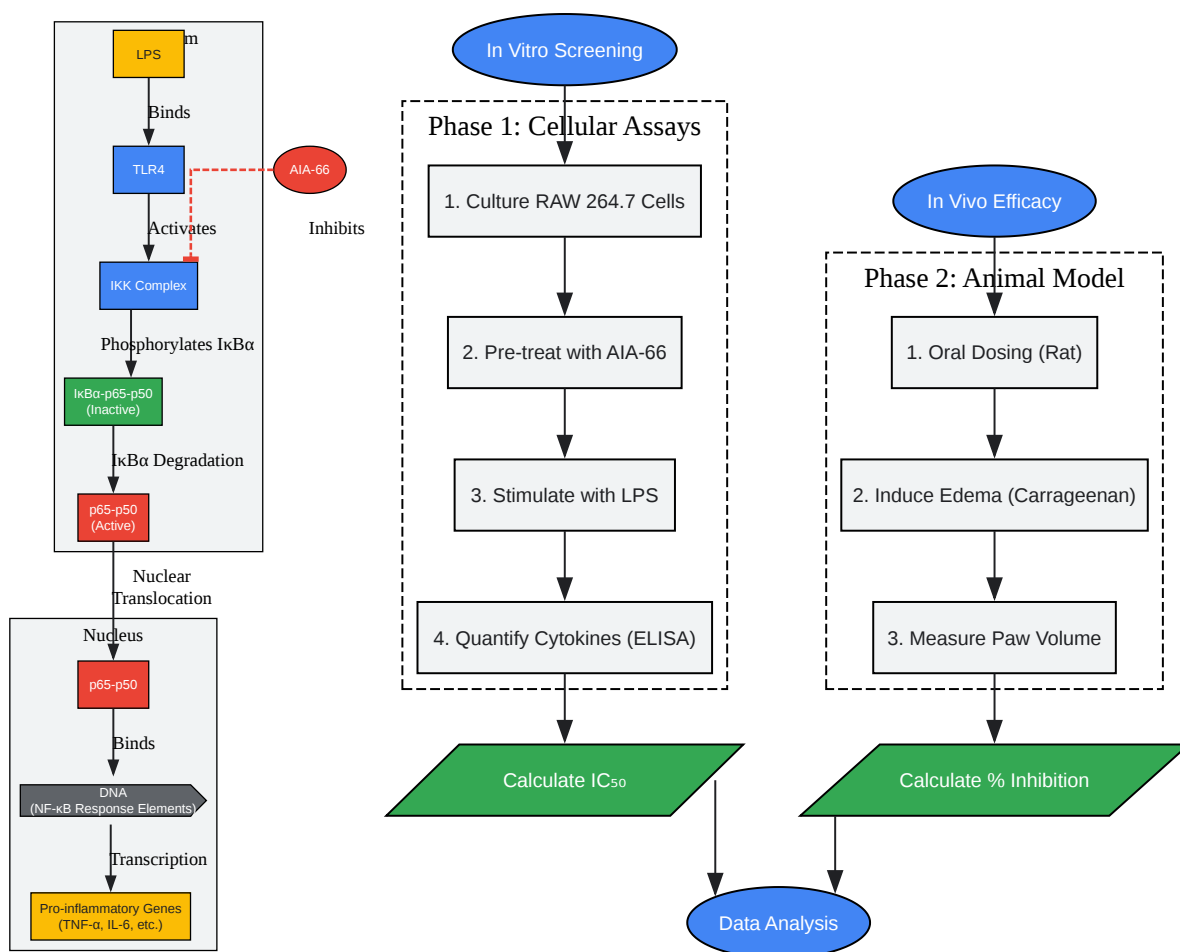 LPS
Binds
TLR4
AIA-66
Activates
Inhibits
IKK Complex
Phosphorylates IκBα
IκBα-p65-p50
(Inactive)
IκBα Degradation
p65-p50
(Active)
Nuclear
Translocation
Nucleus
p65-p50
Binds
DNA
(NF-κB Response Elements)
Transcription
Pro-inflammatory Genes
(TNF-α, IL-6, etc.)
In Vitro Screening
Phase 1: Cellular Assays
1. Culture RAW 264.7 Cells
2. Pre-treat with AIA-66
3. Stimulate with LPS
4. Quantify Cytokines (ELISA)
Calculate IC₅₀
In Vivo Efficacy
Phase 2: Animal Model
1. Oral Dosing (Rat)
2. Induce Edema (Carrageenan)
3. Measure Paw Volume
Calculate % Inhibition
Data Analysis